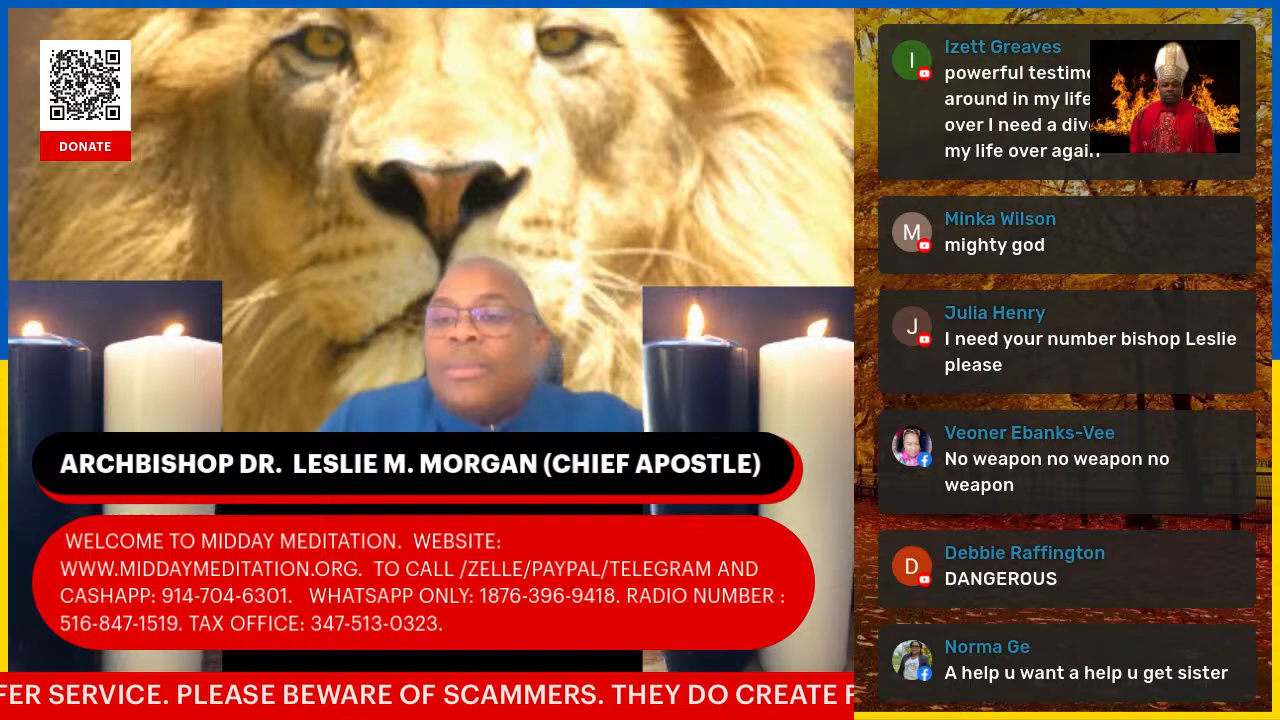 DONATE
ARCHBISHOP DR. LESLIE M. MORGAN (CHIEF APOSTLE)
WELCOME TO MIDDAY MEDITATION. WEBSITE:
WWW.MIDDAYMEDITATION.ORG. TO CALL /ZELLE/PAYPAL/TELEGRAM AND
CASHAPP: 914-704-6301. WHATSAPP ONLY: 1876-396-9418. RADIO NUMBER :
516-847-1519. TAX OFFICE: 347-513-0323.
FER SERVICE. PLEASE BEWARE OF SCAMMERS. THEY DO CREATE
I
Izett Greaves
powerful
around in my life
over I need a
my life over again
M
Minka Wilson
mighty god
J
Julia Henry
I need your number bishop Leslie
please
Veoner Ebanks-Vee
No weapon no weapon no
weapon
D
Debbie Raffington
DANGEROUS
Norma Ge
A help u want a help u get sister